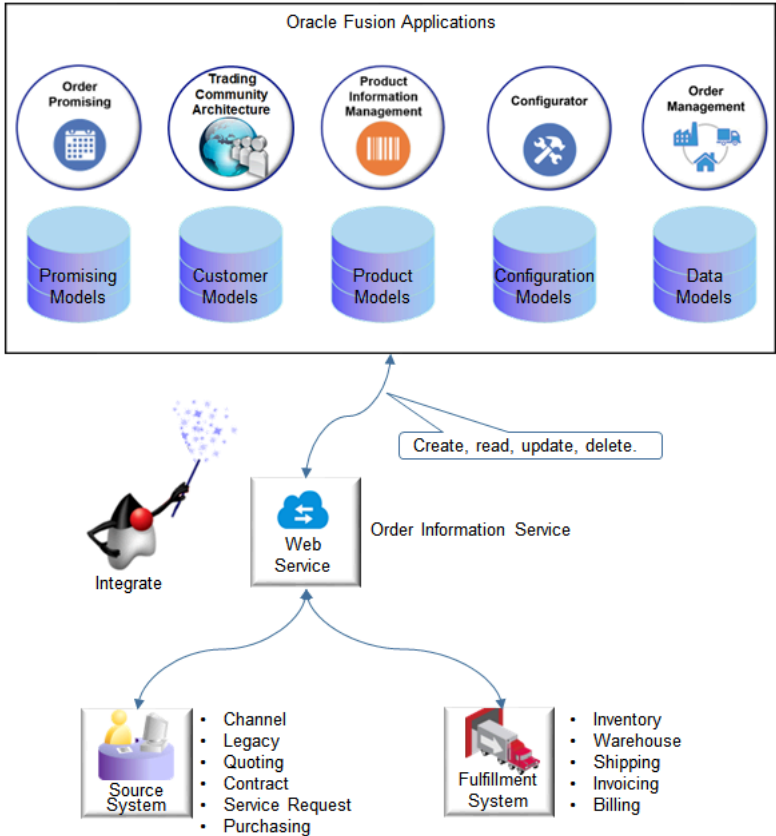 Oracle Fusion Applications
Order
Promising
Trading
Community
Architecture
Product
Information
Management
Configurator
Order
Management
Promising
Models
Customer
Models
Product
Models
Configuration
Models
Data
Models
Create, read, update, delete.
Integrate
Web
Service
Order Information Service
Source
System
• Channel
• Legacy
• Quoting
• Contract
• Service Request
• Purchasing
Fulfillment
System
• Inventory
• Warehouse
• Shipping
• Invoicing
• Billing